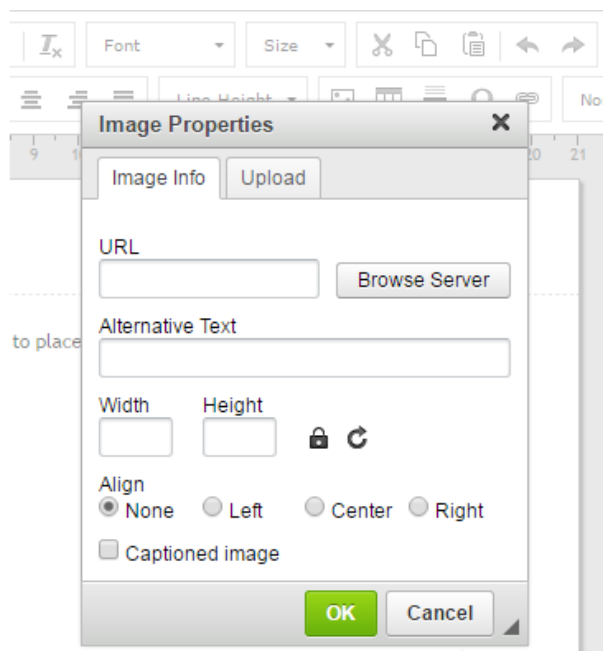 Font Size
Line Height No
9 1 20 21
Image Properties
Image Info Upload
URL
Browse Server
Alternative Text
to place
Width Height
Align
None Left Center Right
Captioned image
OK Cancel